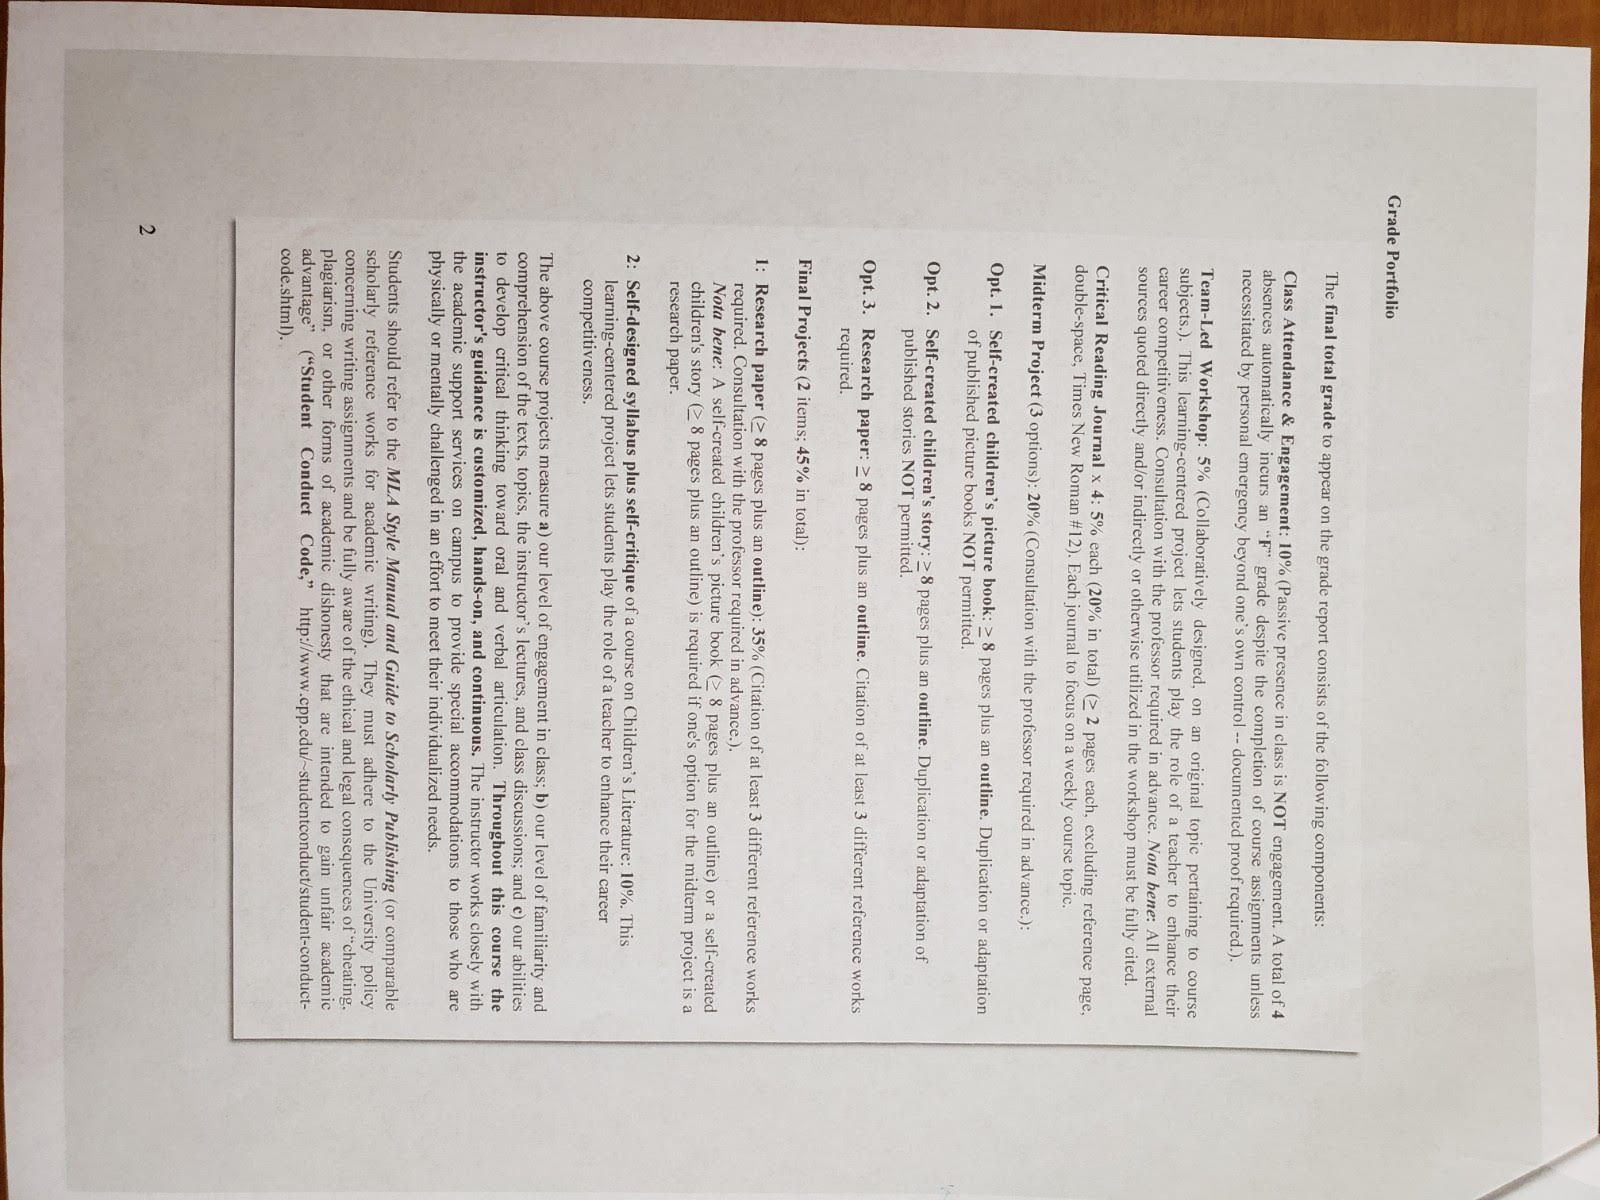 Grade Portfolio
The final total grade to appear on the grade report consists of the following components:
Class Attendance & Engagement: 10% (Passive presence in class is NOT engagement. A total of 4
absences automatically incurs an "F" grade despite the completion of course assignments unless
necessitated by personal emergency beyond one's own control -- documented proof required.).
Team-Led Workshop: 5% (Collaboratively designed, on an original topic pertaining to course
subjects.). This learning-centered project lets students play the role of a teacher to enhance their
career competitiveness. Consultation with the professor required in advance. Nota bene: All external
sources quoted directly and/or indirectly or otherwise utilized in the workshop must be fully cited.
Critical Reading Journal x 4: 5% each (20% in total) (≥ 2 pages each, excluding reference page,
double-space, Times New Roman #12). Each journal to focus on a weekly course topic.
Midterm Project (3 options): 20% (Consultation with the professor required in advance.):
Opt. 1. Self-created children's picture book: ≥ 8 pages plus an outline. Duplication or adaptation
of published picture books NOT permitted.
Opt. 2. Self-created children's story: ≥ 8 pages plus an outline. Duplication or adaptation of
published stories NOT permitted.
Opt. 3. Research paper: ≥ 8 pages plus an outline. Citation of at least 3 different reference works
required.
Final Projects (2 items; 45% in total):
1: Research paper (≥ 8 pages plus an outline): 35% (Citation of at least 3 different reference works
required. Consultation with the professor required in advance.).
Nota bene: A self-created children's picture book (≥ 8 pages plus an outline) or a self-created
children's story (≥ 8 pages plus an outline) is required if one's option for the midterm project is a
research paper.
2: Self-designed syllabus plus self-critique of a course on Children's Literature: 10%. This
learning-centered project lets students play the role of a teacher to enhance their career
competitiveness.
The above course projects measure a) our level of engagement in class; b) our level of familiarity and
comprehension of the texts, topics, the instructor's lectures, and class discussions; and c) our abilities
to develop critical thinking toward oral and verbal articulation. Throughout this course the
instructor's guidance is customized, hands-on, and continuous. The instructor works closely with
the academic support services on campus to provide special accommodations to those who are
physically or mentally challenged in an effort to meet their individualized needs.
Students should refer to the MLA Style Manual and Guide to Scholarly Publishing (or comparable
scholarly reference works for academic writing). They must adhere to the University policy
concerning writing assignments and be fully aware of the ethical and legal consequences of "cheating,
plagiarism, or other forms of academic dishonesty that are intended to gain unfair academic
advantage" ("Student Conduct Code," http://www.cpp.edu/~studentconduct/student-conduct-
code.shtml).
2